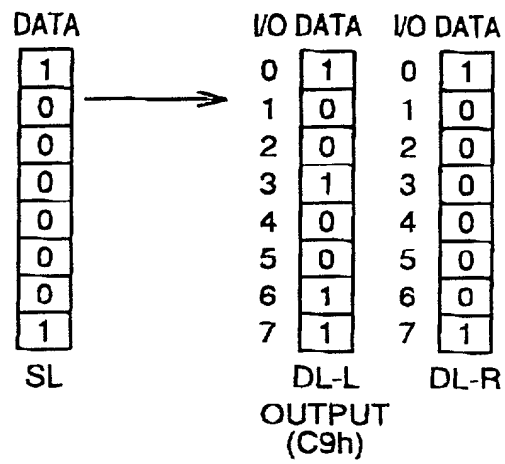 DATA I/O DATA I/O DATA
1 0 1 0 1
0 1 0 1 0
0 2 0 2 0
0 3 1 3 0
0 4 0 4 0
0 5 0 5 0
0 6 1 6 0
1 7 1 7 1
SL DL-L DL-R
OUTPUT
(C9h)